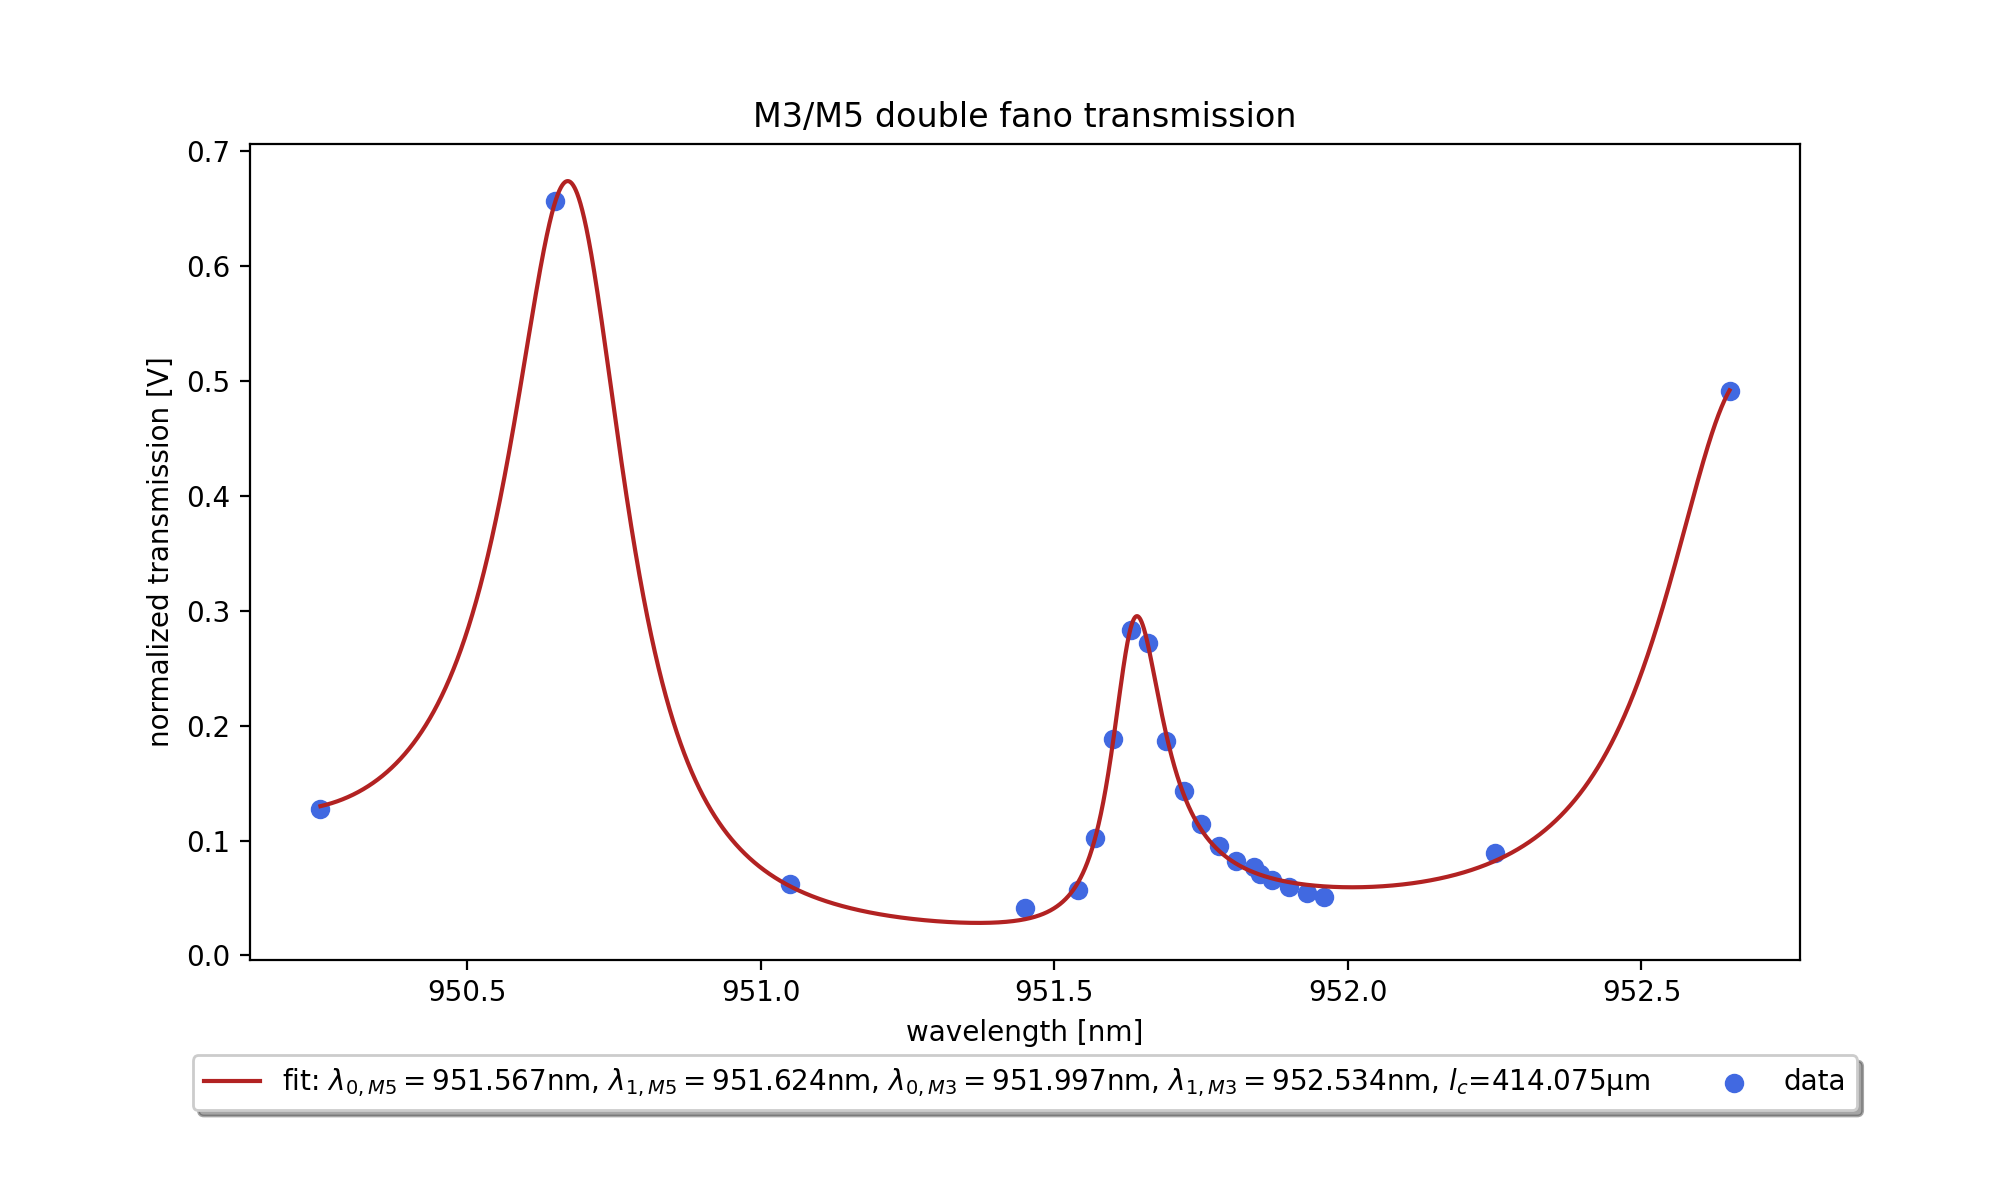 M3/M5 double fano transmission
normalized transmission [V]
0.7
0.6
0.5
0.4
0.3
0.2
0.1
0.0
950.5 951.0 951.5 952.0 952.5
wavelength [nm]
fit: λ0,M5 = 951.567nm, λ1,M5 = 951.624nm, λ0,M3 = 951.997nm, λ1,M3 = 952.534nm, lc=414.075µm data